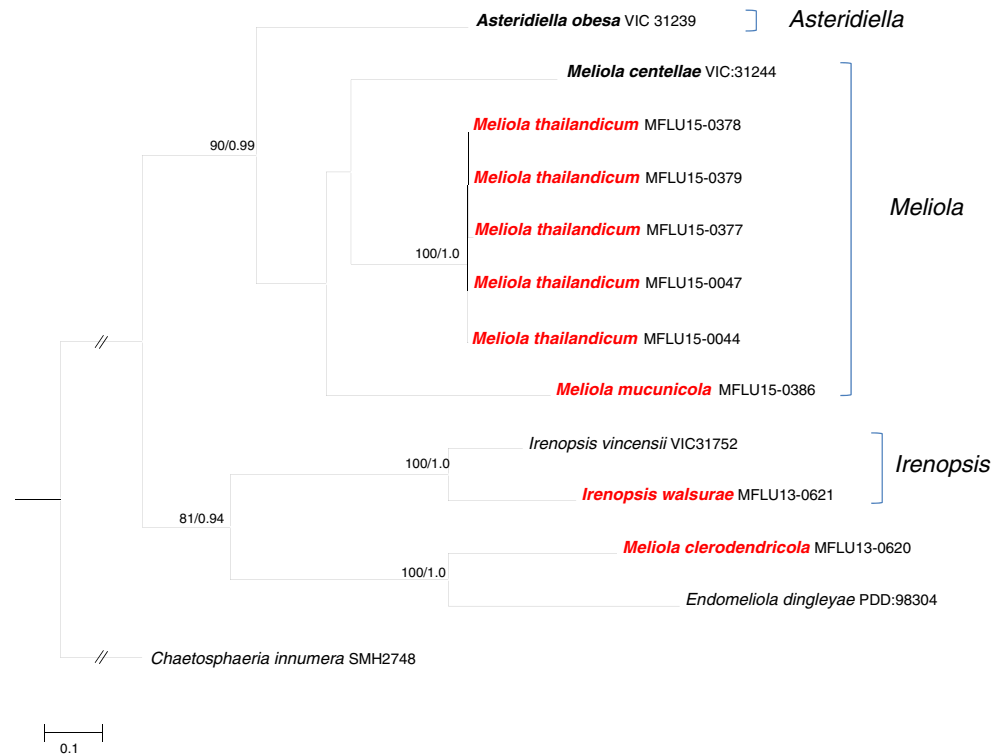 Asteridiella obesa VIC 31239
Asteridiella
Meliola centellae VIC:31244
Meliola thailandicum MFLU15-0378
90/0.99
Meliola thailandicum MFLU15-0379
Meliola
Meliola thailandicum MFLU15-0377
100/1.0
Meliola thailandicum MFLU15-0047
Meliola thailandicum MFLU15-0044
//
Meliola mucunicola MFLU15-0386
Irenopsis vincensii VIC31752
100/1.0
Irenopsis
Irenopsis walsurae MFLU13-0621
81/0.94
Meliola clerodendricola MFLU13-0620
100/1.0
Endomeliola dingleyae PDD:98304
//
Chaetosphaeria innumera SMH2748
0.1